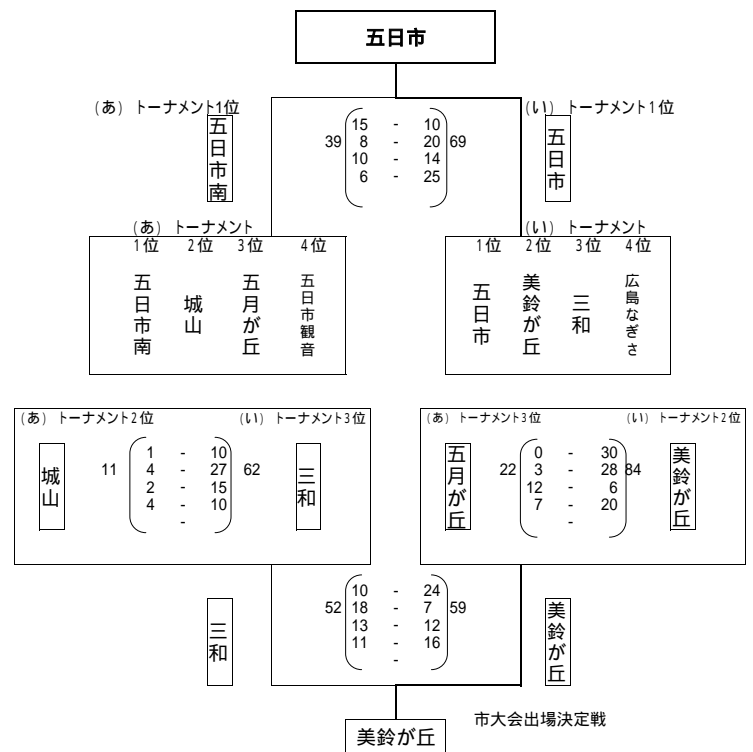 五日市
(あ) トーナメント1位
(い) トーナメント1位
五日市南
39
15 - 10
8 - 20
10 - 14
6 - 25
69
五日市
(あ) トーナメント
1位 2位 3位 4位
五日市南
城山
五月が丘
五日市観音
(い) トーナメント
1位 2位 3位 4位
五日市
美鈴が丘
三和
広島なぎさ
(あ) トーナメント2位
(い) トーナメント3位
城山
11
1 - 10
4 - 27
2 - 15
4 - 10
-
62
三和
(あ) トーナメント3位
(い) トーナメント2位
五月が丘
22
0 - 30
3 - 28
12 - 6
7 - 20
-
84
美鈴が丘
三和
52
10 - 24
18 - 7
13 - 12
11 - 16
-
59
美鈴が丘
市大会出場決定戦
美鈴が丘